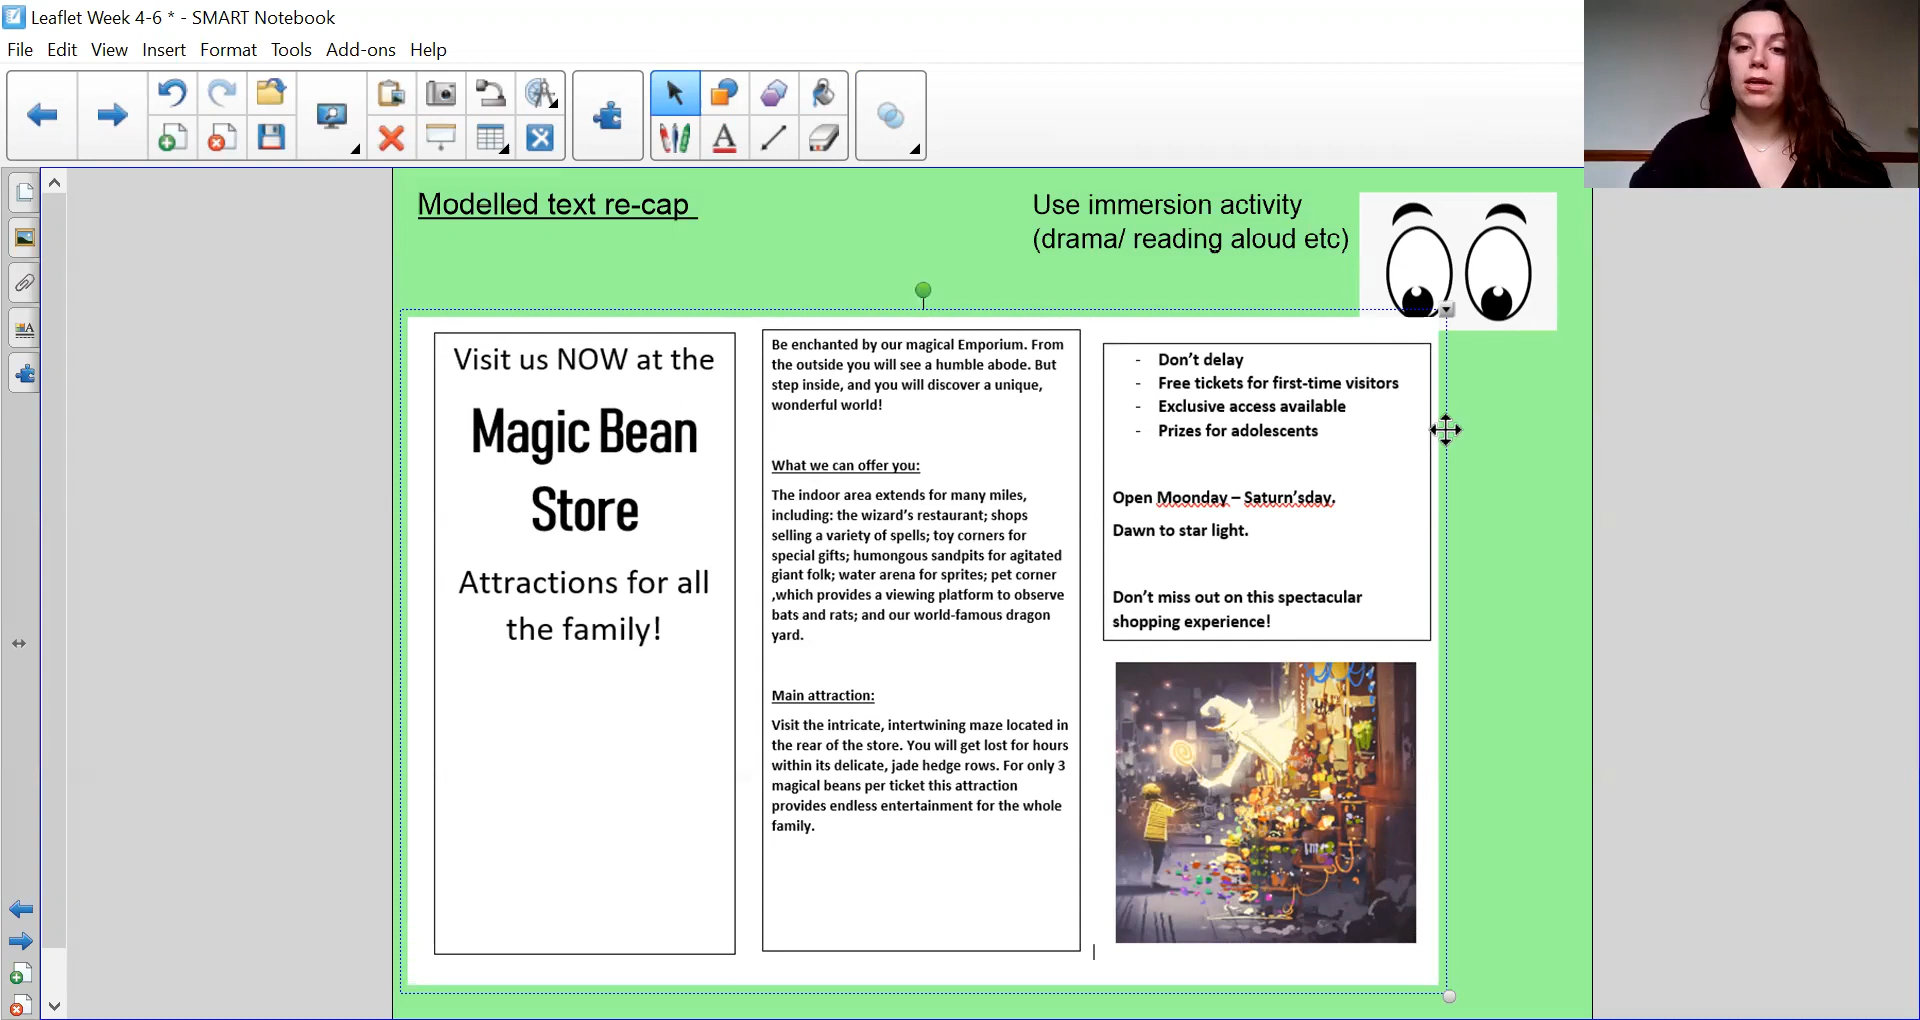 Leaflet Week 4-6 * - SMART Notebook
File Edit View Insert Format Tools Add-ons Help
Modelled text re-cap
Use immersion activity
(drama/ reading aloud etc)
Visit us NOW at the
Magic Bean
Store
Attractions for all
the family!
Be enchanted by our magical Emporium. From
the outside you will see a humble abode. But
step inside, and you will discover a unique,
wonderful world!
What we can offer you:
The indoor area extends for many miles,
including: the wizard's restaurant; shops
selling a variety of spells; toy corners for
special gifts; humongous sandpits for agitated
giant folk; water arena for sprites; pet corner
,which provides a viewing platform to observe
bats and rats; and our world-famous dragon
yard.
Main attraction:
Visit the intricate, intertwining maze located in
the rear of the store. You will get lost for hours
within its delicate, jade hedge rows. For only 3
magical beans per ticket this attraction
provides endless entertainment for the whole
family.
- Don't delay
- Free tickets for first-time visitors
- Exclusive access available
- Prizes for adolescents
Open Moonday – Saturn'sday.
Dawn to star light.
Don't miss out on this spectacular
shopping experience!